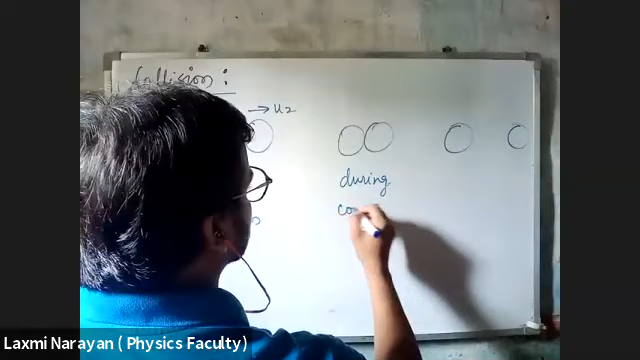 Collision :
→ u2
during
co
Laxmi Narayan ( Physics Faculty)